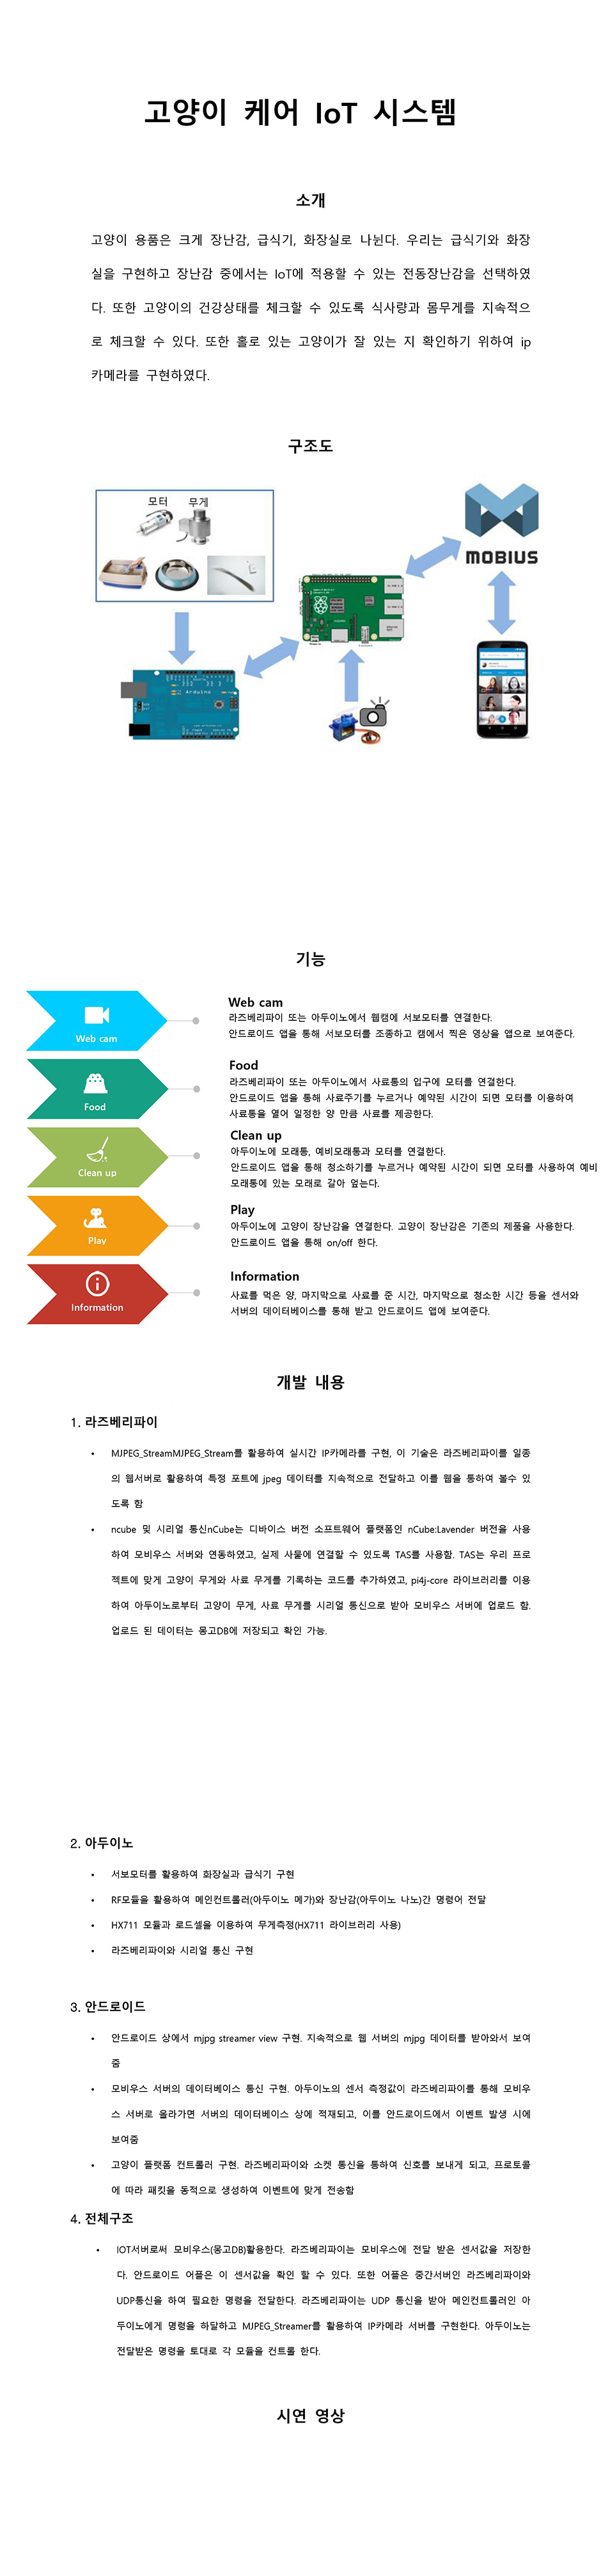 고양이 케어 IoT 시스템
소개
고양이 용품은 크게 장난감, 급식기, 화장실로 나뉜다. 우리는 급식기와 화장
실을 구현하고 장난감 중에서는 IoT에 적용할 수 있는 전동장난감을 선택하였
다. 또한 고양이의 건강상태를 체크할 수 있도록 식사량과 몸무게를 지속적으
로 체크할 수 있다. 또한 홀로 있는 고양이가 잘 있는 지 확인하기 위하여 ip
카메라를 구현하였다.
구조도
모터 무게
MOBIUS
Arduino
기능
Web cam
Web cam
라즈베리파이 또는 아두이노에서 웹캠에 서보모터를 연결한다.
안드로이드 앱을 통해 서보모터를 조종하고 캠에서 찍은 영상을 앱으로 보여준다.
Food
Food
라즈베리파이 또는 아두이노에서 사료통의 입구에 모터를 연결한다.
안드로이드 앱을 통해 사료주기를 누르거나 예약된 시간이 되면 모터를 이용하여
사료통을 열어 일정한 양 만큼 사료를 제공한다.
Clean up
Clean up
아두이노에 모래통, 예비모래통과 모터를 연결한다.
안드로이드 앱을 통해 청소하기를 누르거나 예약된 시간이 되면 모터를 사용하여 예비
모래통에 있는 모래로 갈아 엎는다.
Play
Play
아두이노에 고양이 장난감을 연결한다. 고양이 장난감은 기존의 제품을 사용한다.
안드로이드 앱을 통해 on/off 한다.
Information
Information
사료를 먹은 양, 마지막으로 사료를 준 시간, 마지막으로 청소한 시간 등을 센서와
서버의 데이터베이스를 통해 받고 안드로이드 앱에 보여준다.
개발 내용
1. 라즈베리파이
• MJPEG_StreamMJPEG_Stream를 활용하여 실시간 IP카메라를 구현, 이 기술은 라즈베리파이를 일종
의 웹서버로 활용하여 특정 포트에 jpeg 데이터를 지속적으로 전달하고 이를 웹을 통하여 볼수 있
도록 함
• ncube 및 시리얼 통신nCube는 디바이스 버전 소프트웨어 플랫폼인 nCube:Lavender 버전을 사용
하여 모비우스 서버와 연동하였고, 실제 사물에 연결할 수 있도록 TAS를 사용함. TAS는 우리 프로
젝트에 맞게 고양이 무게와 사료 무게를 기록하는 코드를 추가하였고, pi4j-core 라이브러리를 이용
하여 아두이노로부터 고양이 무게, 사료 무게를 시리얼 통신으로 받아 모비우스 서버에 업로드 함.
업로드 된 데이터는 몽고DB에 저장되고 확인 가능.
2. 아두이노
• 서보모터를 활용하여 화장실과 급식기 구현
• RF모듈을 활용하여 메인컨트롤러(아두이노 메가)와 장난감(아두이노 나노)간 명령어 전달
• HX711 모듈과 로드셀을 이용하여 무게측정(HX711 라이브러리 사용)
• 라즈베리파이와 시리얼 통신 구현
3. 안드로이드
• 안드로이드 상에서 mjpg streamer view 구현. 지속적으로 웹 서버의 mjpg 데이터를 받아와서 보여
줌
• 모비우스 서버의 데이터베이스 통신 구현. 아두이노의 센서 측정값이 라즈베리파이를 통해 모비우
스 서버로 올라가면 서버의 데이터베이스 상에 적재되고, 이를 안드로이드에서 이벤트 발생 시에
보여줌
• 고양이 플랫폼 컨트롤러 구현. 라즈베리파이와 소켓 통신을 통하여 신호를 보내게 되고, 프로토콜
에 따라 패킷을 동적으로 생성하여 이벤트에 맞게 전송함
4. 전체구조
• IOT서버로써 모비우스(몽고DB)활용한다. 라즈베리파이는 모비우스에 전달 받은 센서값을 저장한
다. 안드로이드 어플은 이 센서값을 확인 할 수 있다. 또한 어플은 중간서버인 라즈베리파이와
UDP통신을 하여 필요한 명령을 전달한다. 라즈베리파이는 UDP 통신을 받아 메인컨트롤러인 아
두이노에게 명령을 하달하고 MJPEG_Streamer를 활용하여 IP카메라 서버를 구현한다. 아두이노는
전달받은 명령을 토대로 각 모듈을 컨트롤 한다.
시연 영상